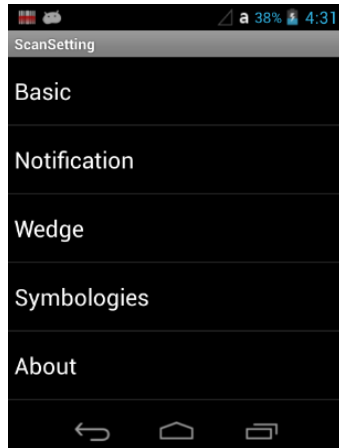 a 38% 4:31
ScanSetting
Basic
Notification
Wedge
Symbologies
About